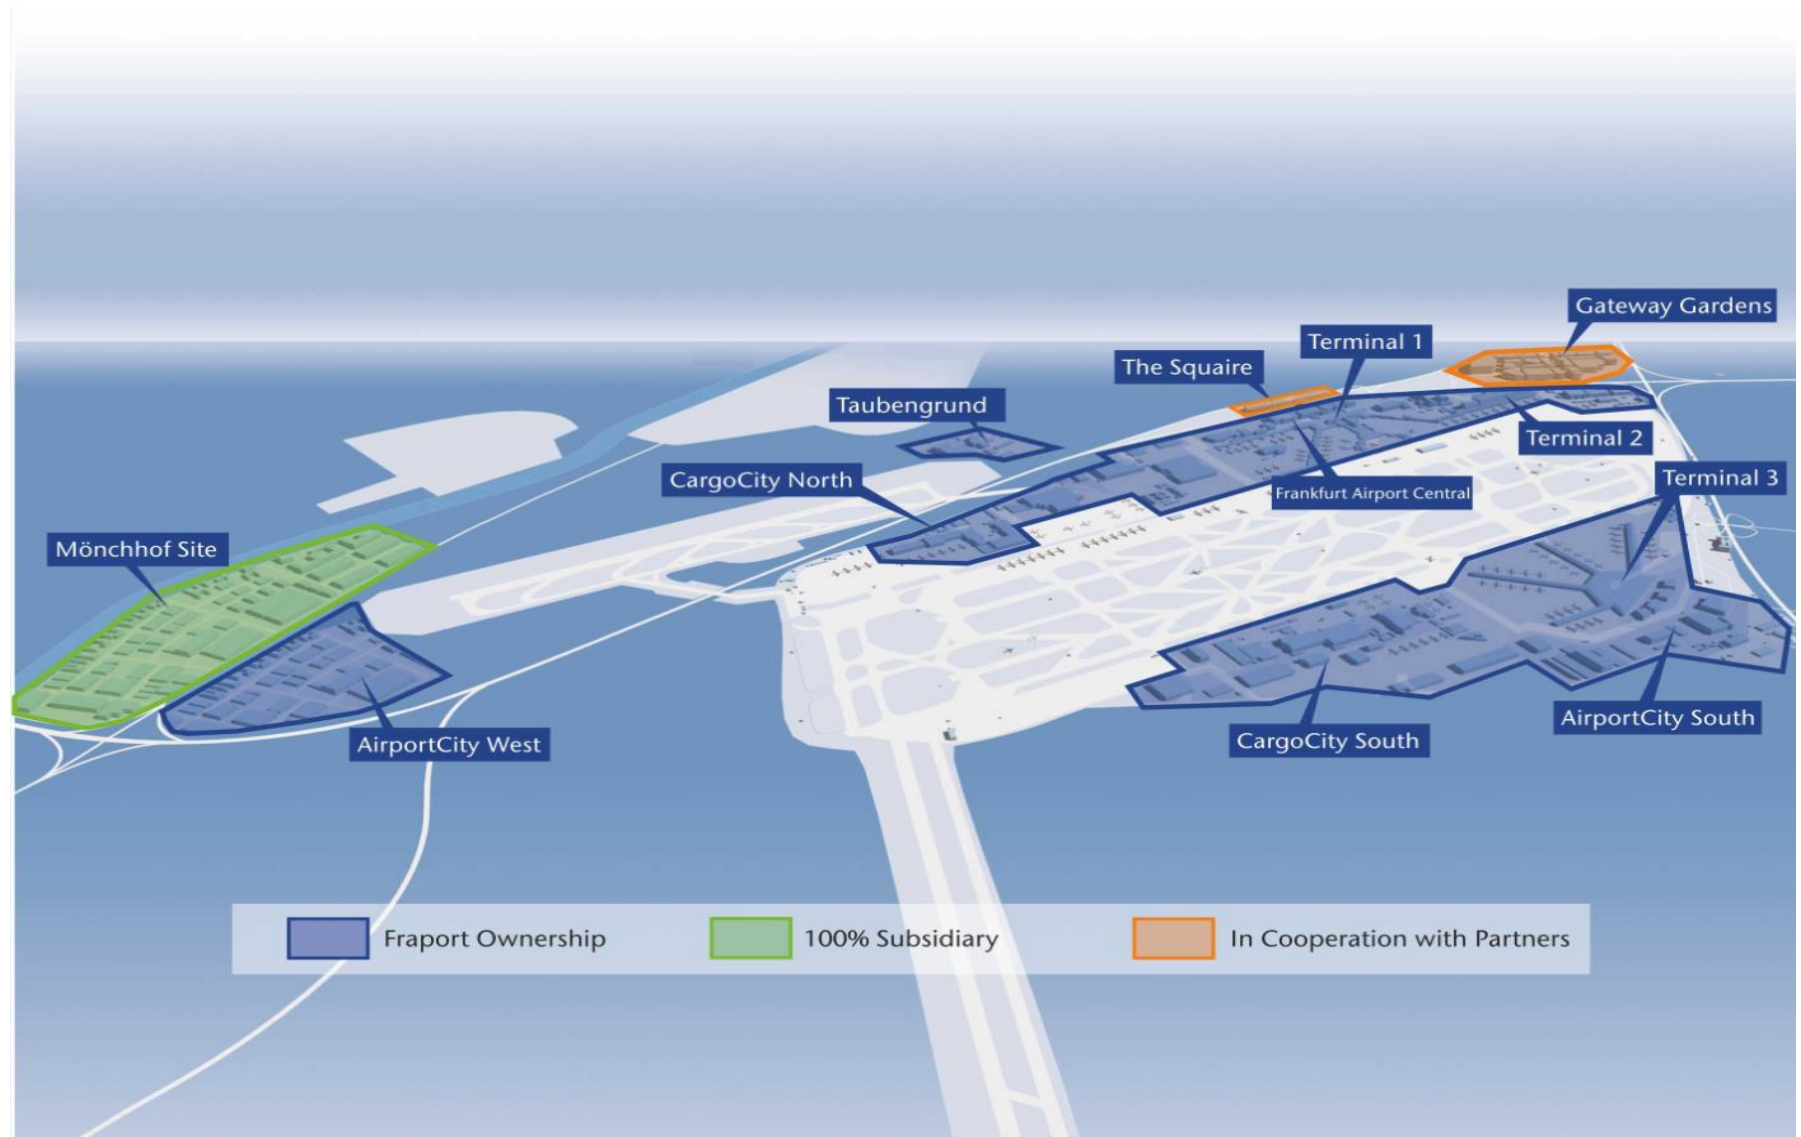 Gateway Gardens
Terminal 1
The Squaire
Taubengrund
Terminal 2
CargoCity North
Terminal 3
Frankfurt Airport Central
Mönchhof Site
AirportCity South
CargoCity South
AirportCity West
Fraport Ownership
100% Subsidiary
In Cooperation with Partners